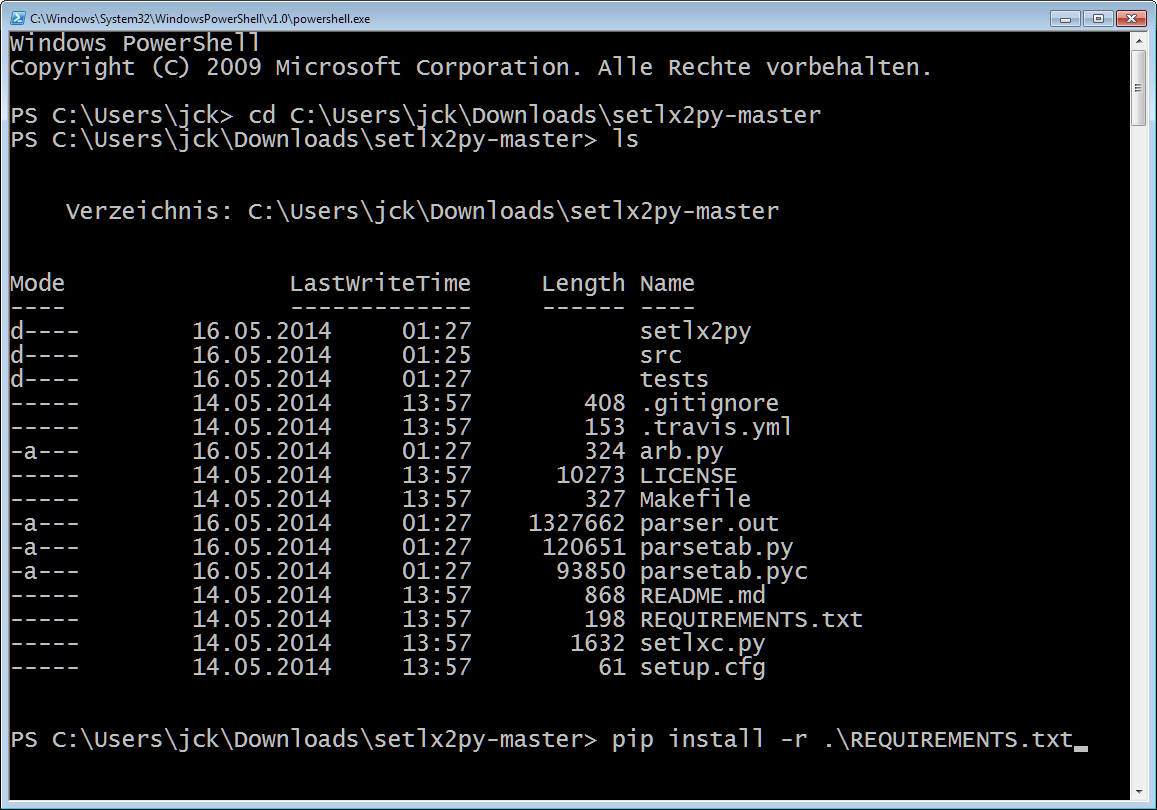 C:\Windows\System32\WindowsPowerShell\v1.0\powershell.exe
Windows PowerShell
Copyright (C) 2009 Microsoft Corporation. Alle Rechte vorbehalten.
PS C:\Users\jck> cd C:\Users\jck\Downloads\setlx2py-master
PS C:\Users\jck\Downloads\setlx2py-master> ls
Verzeichnis: C:\Users\jck\Downloads\setlx2py-master
Mode LastWriteTime Length Name
---- ------------- ------ ----
d---- 16.05.2014 01:27 setlx2py
d---- 16.05.2014 01:25 src
d---- 16.05.2014 01:27 tests
----- 14.05.2014 13:57 408 .gitignore
----- 14.05.2014 13:57 153 .travis.yml
-a--- 16.05.2014 01:27 324 arb.py
----- 14.05.2014 13:57 10273 LICENSE
----- 14.05.2014 13:57 327 Makefile
-a--- 16.05.2014 01:27 1327662 parser.out
-a--- 16.05.2014 01:27 120651 parsetab.py
-a--- 16.05.2014 01:27 93850 parsetab.pyc
----- 14.05.2014 13:57 868 README.md
----- 14.05.2014 13:57 198 REQUIREMENTS.txt
----- 14.05.2014 13:57 1632 setlxc.py
----- 14.05.2014 13:57 61 setup.cfg
PS C:\Users\jck\Downloads\setlx2py-master> pip install -r .\REQUIREMENTS.txt